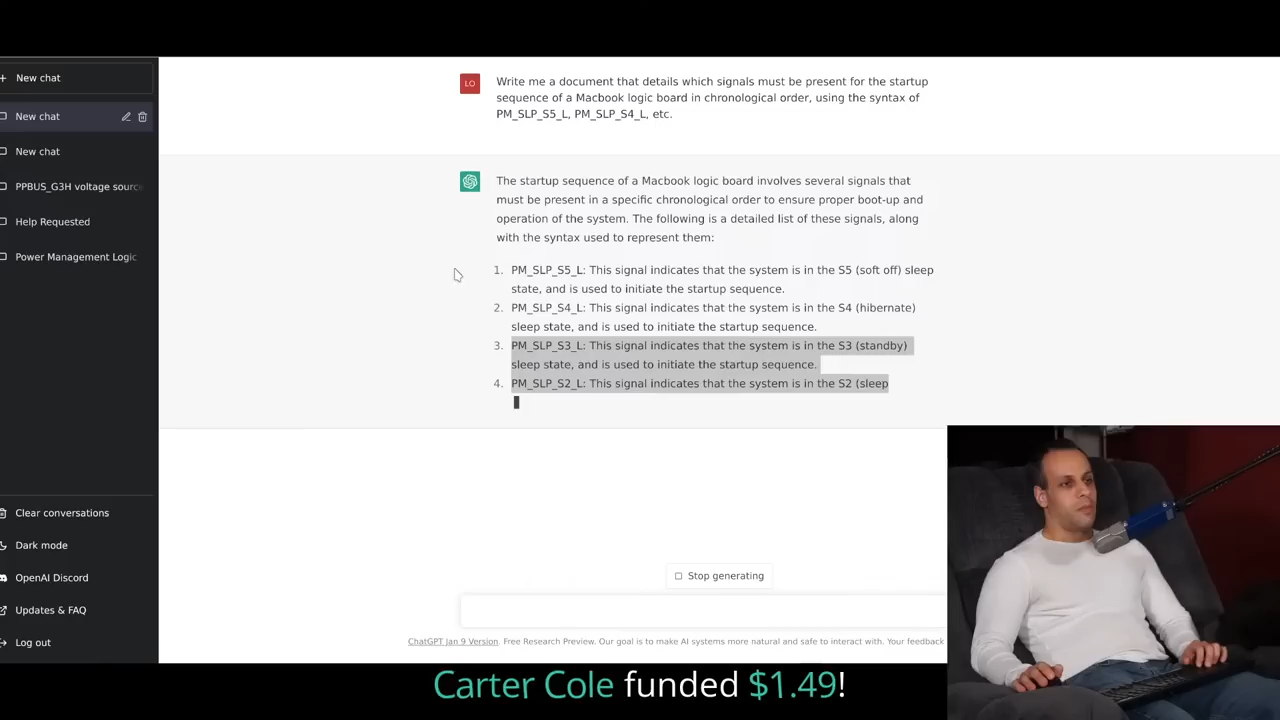 New chat
New chat
New chat
PPBUS_G3H voltage sourc
Help Requested
Power Management Logic
Clear conversations
Dark mode
OpenAI Discord
Updates & FAQ
Log out
LO
Write me a document that details which signals must be present for the startup
sequence of a Macbook logic board in chronological order, using the syntax of
PM_SLP_S5_L, PM_SLP_S4_L, etc.
The startup sequence of a Macbook logic board involves several signals that
must be present in a specific chronological order to ensure proper boot-up and
operation of the system. The following is a detailed list of these signals, along
with the syntax used to represent them:
1. PM_SLP_S5_L: This signal indicates that the system is in the S5 (soft off) sleep
state, and is used to initiate the startup sequence.
2. PM_SLP_S4_L: This signal indicates that the system is in the S4 (hibernate)
sleep state, and is used to initiate the startup sequence.
3. PM_SLP_S3_L: This signal indicates that the system is in the S3 (standby)
sleep state, and is used to initiate the startup sequence.
4. PM_SLP_S2_L: This signal indicates that the system is in the S2 (sleep
Stop generating
ChatGPT Jan 9 Version. Free Research Preview. Our goal is to make AI systems more natural and safe to interact with. Your feedback
Carter Cole funded $1.49!